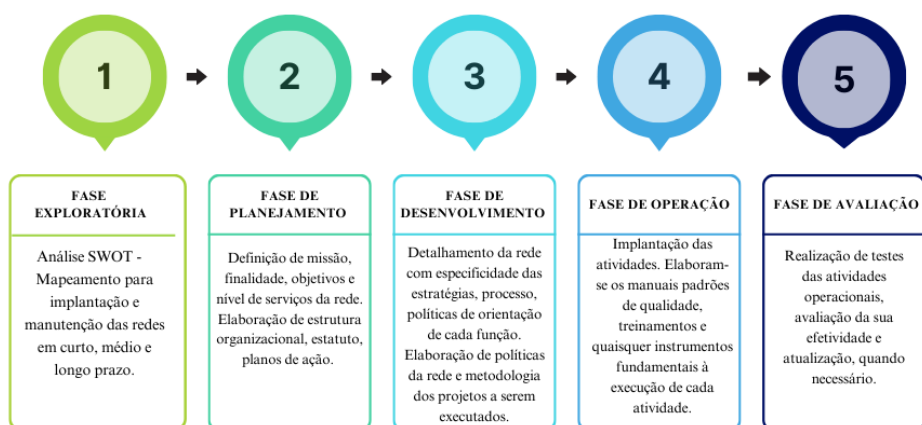 1
2
3
4
5
FASE
EXPLORATÓRIA
Análise SWOT -
Mapeamento para
implantação e
manutenção das redes
em curto, médio e
longo prazo.
FASE DE
PLANEJAMENTO
Definição de missão,
finalidade, objetivos e
nível de serviços da rede.
Elaboração de estrutura
organizacional, estatuto,
planos de ação.
FASE DE
DESENVOLVIMENTO
Detalhamento da rede
com especificidade das
estratégias, processo,
políticas de orientação
de cada função.
Elaboração de políticas
da rede e metodologia
dos projetos a serem
executados.
FASE DE OPERAÇÃO
Implantação das
atividades. Elaboram-
se os manuais padrões
de qualidade,
treinamentos e
quaisquer instrumentos
fundamentais à
execução de cada
atividade.
FASE DE AVALIAÇÃO
Realização de testes
das atividades
operacionais,
avaliação da sua
efetividade e
atualização, quando
necessário.